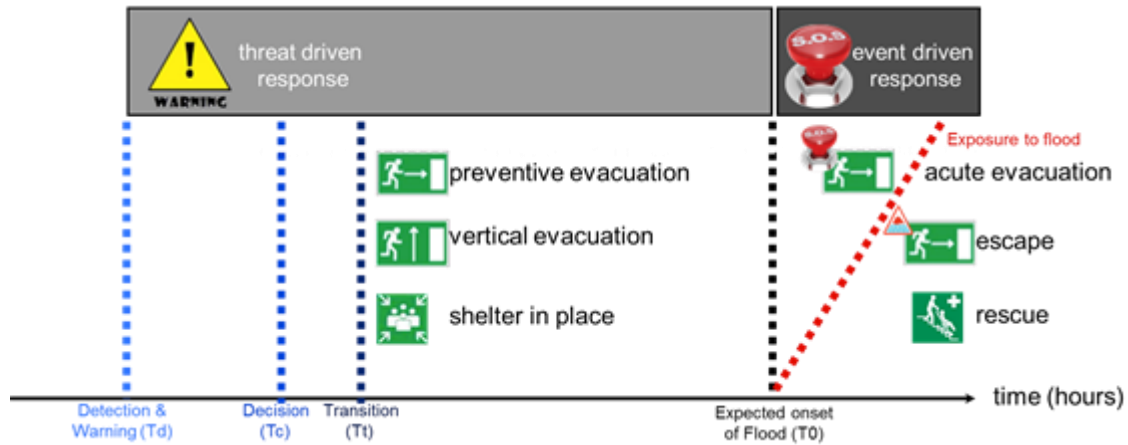 threat driven
response
WARNING
S.O.S
event driven
response
Exposure to flood
S.O.S
preventive evacuation
acute evacuation
vertical evacuation
escape
shelter in place
rescue
time (hours)
Detection &
Warning (Td)
Decision
(Tc)
Transition
(Tt)
Expected onset
of Flood (T0)